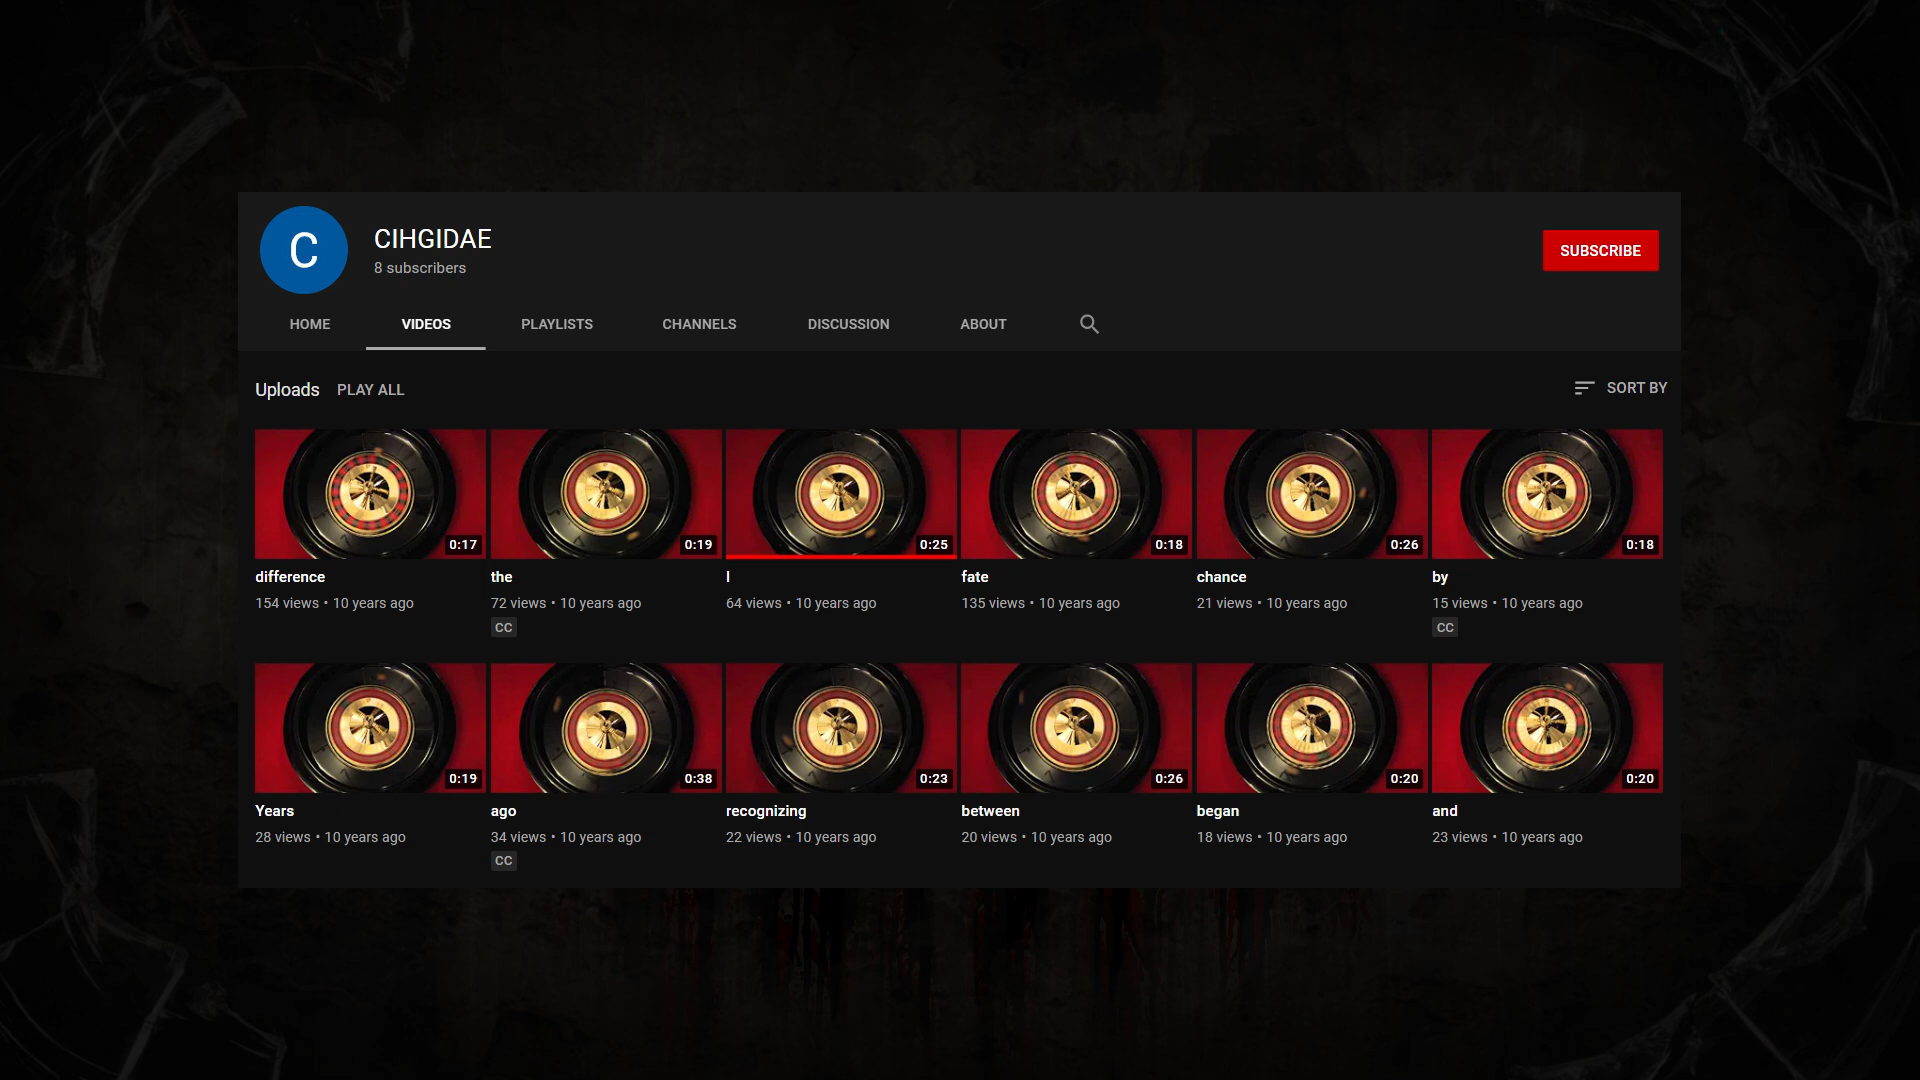 C
CIHGIDAE
8 subscribers
SUBSCRIBE
HOME VIDEOS PLAYLISTS CHANNELS DISCUSSION ABOUT
Uploads PLAY ALL SORT BY
0:17 0:19 0:25 0:18 0:26 0:18
difference the I fate chance by
154 views • 10 years ago 72 views • 10 years ago 64 views • 10 years ago 135 views • 10 years ago 21 views • 10 years ago 15 views • 10 years ago
CC CC
0:19 0:38 0:23 0:26 0:20 0:20
Years ago recognizing between began and
28 views • 10 years ago 34 views • 10 years ago 22 views • 10 years ago 20 views • 10 years ago 18 views • 10 years ago 23 views • 10 years ago
CC